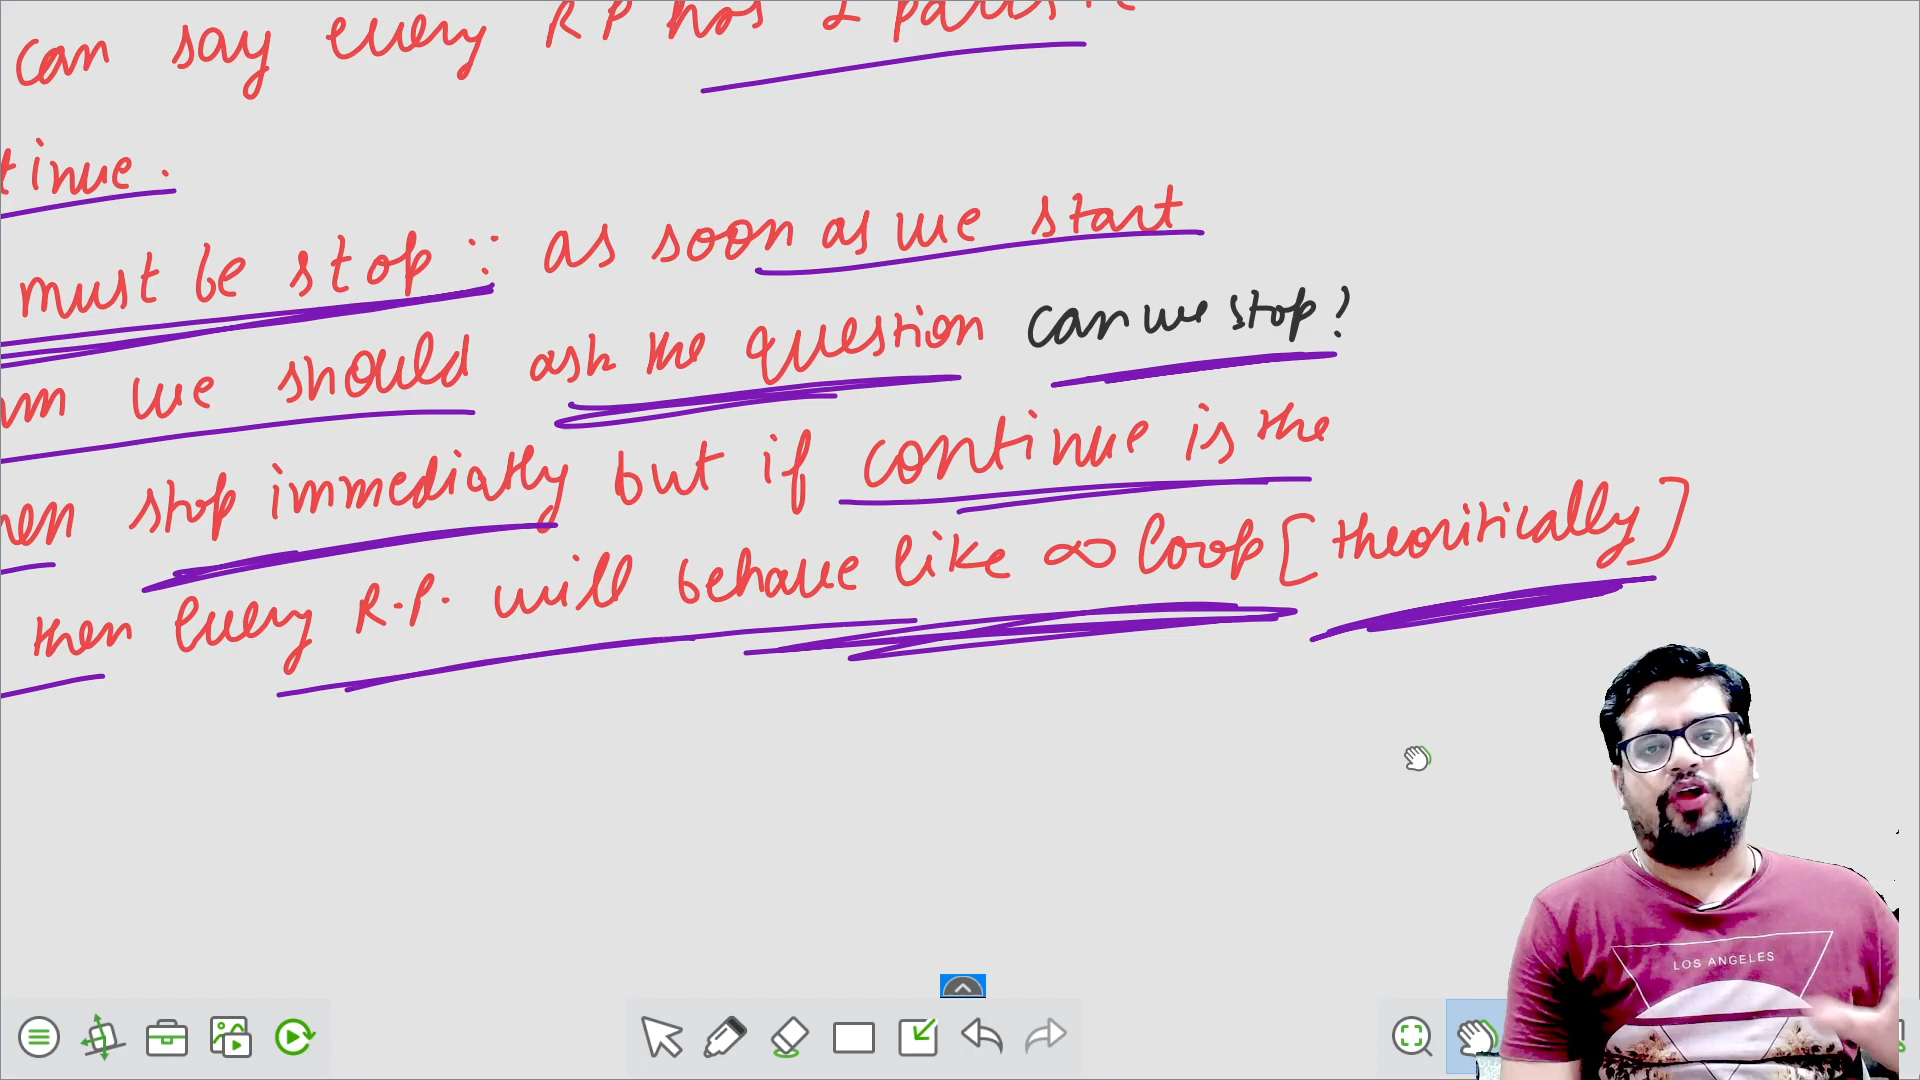 can say every RP has 2 parts
tinue.
must be stop :: as soon as we start
we should ask the question can we stop?
stop immediatly but if continue is the
then every R.P. will behave like ∞ loop [theoritically]
LOS ANGELES